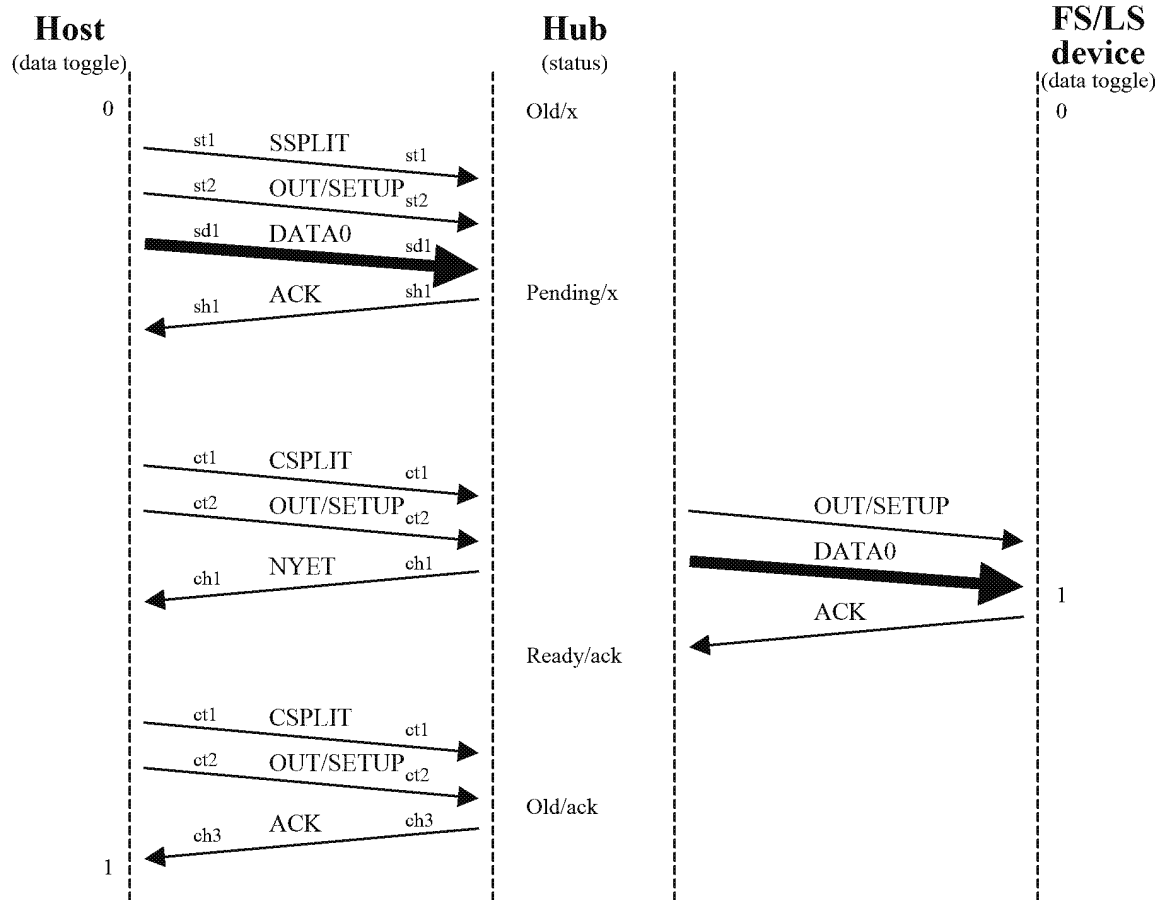 Host
(data toggle)
Hub
(status)
FS/LS
device
(data toggle)
0
Old/x
0
st1 SSPLIT st1
st2 OUT/SETUP st2
sd1 DATA0 sd1
sh1 ACK sh1
Pending/x
ct1 CSPLIT ct1
ct2 OUT/SETUP ct2
OUT/SETUP
ch1 NYET ch1
DATA0
1
ACK
Ready/ack
ct1 CSPLIT ct1
ct2 OUT/SETUP ct2
Old/ack
ch3 ACK ch3
1